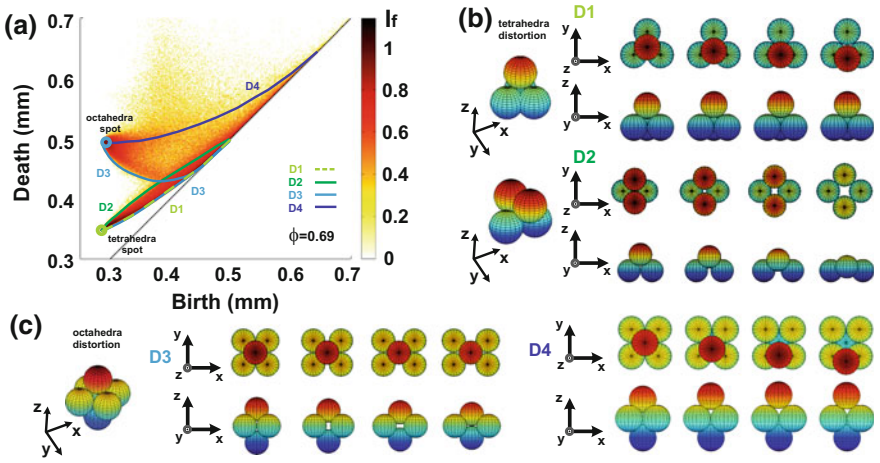 (a)
0.7
0.6
0.5
0.4
0.3
Death (mm)
0.3
0.4
0.5
0.6
0.7
Birth (mm)
octahedra
spot
D4
D3
D3
D2
D1
tetrahedra
spot
D1
D2
D3
D4
ϕ=0.69
If
1
0.8
0.6
0.4
0.2
0
(b)
tetrahedra
distortion
z
x
y
D1
y
z
x
z
y
x
z
x
y
D2
y
z
x
z
y
x
(c)
octahedra
distortion
z
x
y
D3
y
z
x
z
y
x
D4
y
z
x
z
y
x